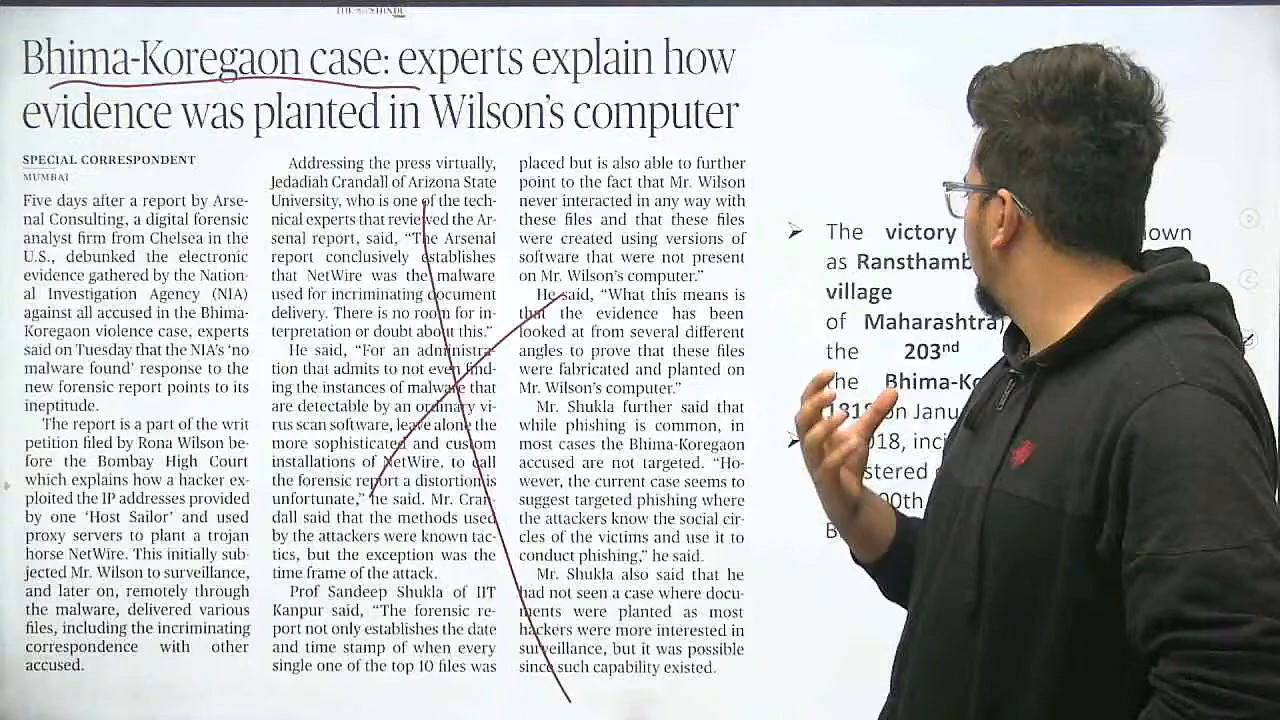 THE HINDU
Bhima-Koregaon case: experts explain how
evidence was planted in Wilson's computer
SPECIAL CORRESPONDENT
MUMBAI
Five days after a report by Arse-
nal Consulting, a digital forensic
analyst firm from Chelsea in the
U.S., debunked the electronic
evidence gathered by the Nation-
al Investigation Agency (NIA)
against all accused in the Bhima-
Koregaon violence case, experts
said on Tuesday that the NIA's 'no
malware found' response to the
new forensic report points to its
ineptitude.
The report is a part of the writ
petition filed by Rona Wilson be-
fore the Bombay High Court
which explains how a hacker ex-
ploited the IP addresses provided
by one 'Host Sailor' and used
proxy servers to plant a trojan
horse NetWire. This initially sub-
jected Mr. Wilson to surveillance,
and later on, remotely through
the malware, delivered various
files, including the incriminating
correspondence with other
accused.
Addressing the press virtually,
Jedadiah Crandall of Arizona State
University, who is one of the tech-
nical experts that reviewed the Ar-
senal report, said, "The Arsenal
report conclusively establishes
that NetWire was the malware
used for incriminating document
delivery. There is no room for in-
terpretation or doubt about this."
He said, "For an administra-
tion that admits to not even find-
ing the instances of malware that
are detectable by an ordinary vi-
rus scan software, leave alone the
more sophisticated and custom
installations of NetWire, to call
the forensic report a distortion is
unfortunate," he said. Mr. Cran-
dall said that the methods used
by the attackers were known tac-
tics, but the exception was the
time frame of the attack.
Prof Sandeep Shukla of IIT
Kanpur said, "The forensic re-
port not only establishes the date
and time stamp of when every
single one of the top 10 files was
placed but is also able to further
point to the fact that Mr. Wilson
never interacted in any way with
these files and that these files
were created using versions of
software that were not present
on Mr. Wilson's computer."
He said, "What this means is
that the evidence has been
looked at from several different
angles to prove that these files
were fabricated and planted on
Mr. Wilson's computer."
Mr. Shukla further said that
while phishing is common, in
most cases the Bhima-Koregaon
accused are not targeted. "Ho-
wever, the current case seems to
suggest targeted phishing where
the attackers know the social cir-
cles of the victims and use it to
conduct phishing," he said.
Mr. Shukla also said that he
had not seen a case where docu-
ments were planted as most
hackers were more interested in
surveillance, but it was possible
since such capability existed.
The victory
as
village
of Maharashtra)
the 203nd
the
1818 on